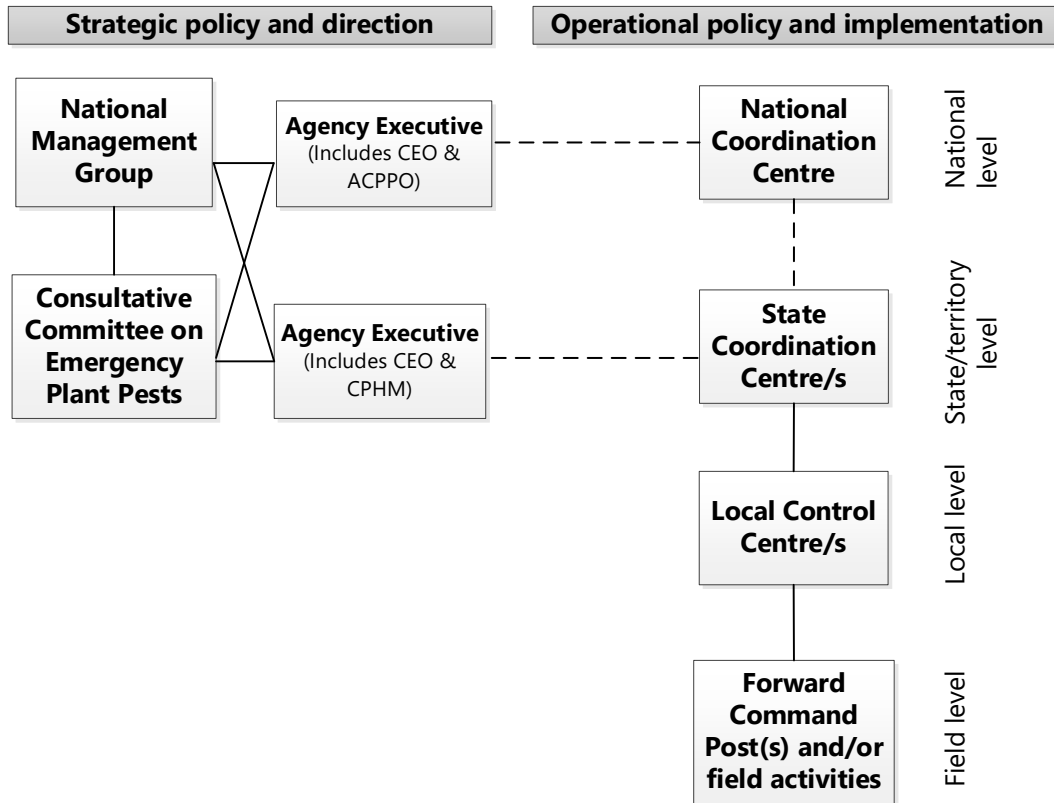 Strategic policy and direction
Operational policy and implementation
National
Management
Group
Agency Executive
(Includes CEO &
ACPPO)
National
Coordination
Centre
National
level
Consultative
Committee on
Emergency
Plant Pests
Agency Executive
(Includes CEO &
CPHM)
State
Coordination
Centre/s
State/territory
level
Local Control
Centre/s
Local level
Forward
Command
Post(s) and/or
field activities
Field level